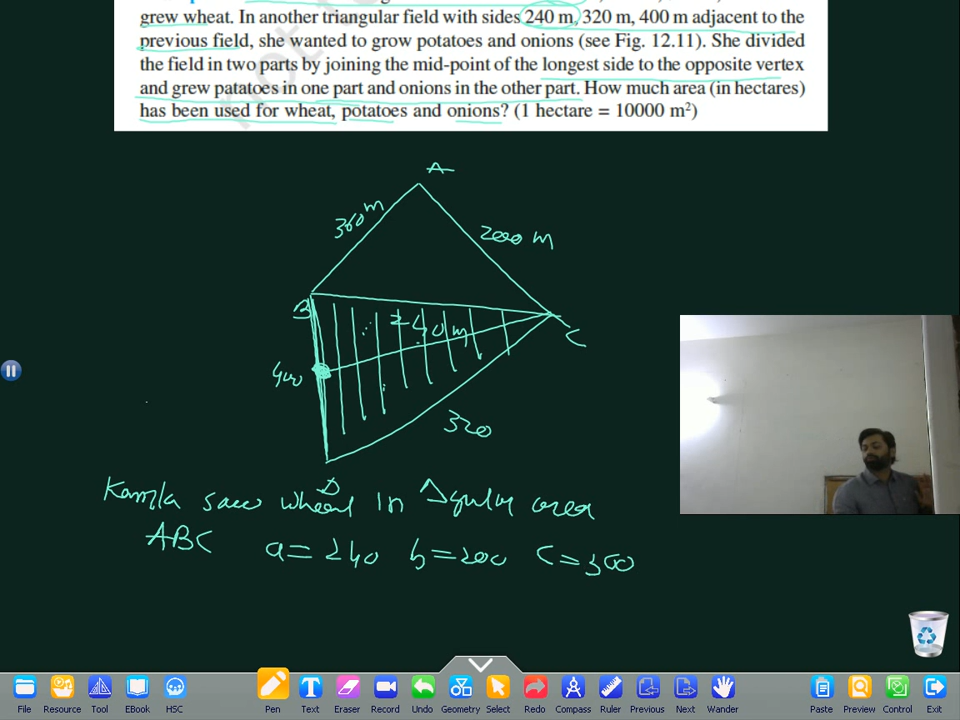 grew wheat. In another triangular field with sides 240 m, 320 m, 400 m adjacent to the
previous field, she wanted to grow potatoes and onions (see Fig. 12.11). She divided
the field in two parts by joining the mid-point of the longest side to the opposite vertex
and grew patatoes in one part and onions in the other part. How much area (in hectares)
has been used for wheat, potatoes and onions? (1 hectare = 10000 m²)
A
360 m
2000 m
B
240 m
C
400
320
D
Kamla saw wheat in Δgular area
ABC a = 240 b = 200 c = 300
File Resource Tool EBook HSC Pen Text Eraser Record Undo Geometry Select Redo Compass Ruler Previous Next Wander Paste Preview Control Exit